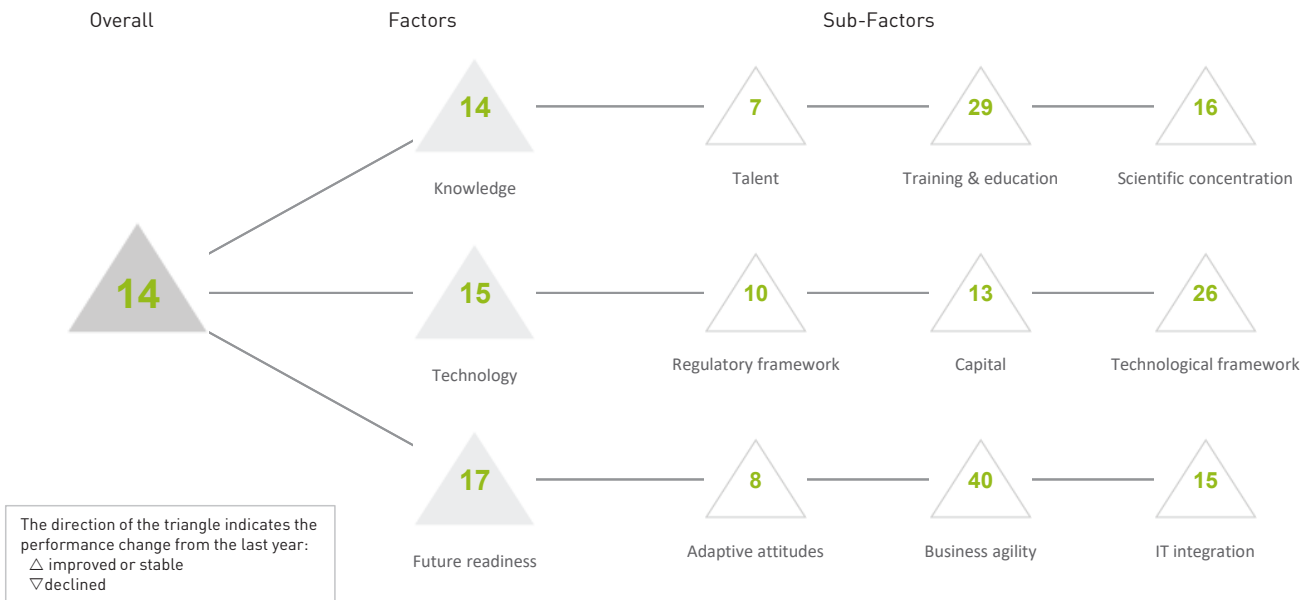 Overall
Factors
Sub-Factors
14
7
29
16
Knowledge
Talent
Training & education
Scientific concentration
14
15
10
13
26
Technology
Regulatory framework
Capital
Technological framework
17
8
40
15
Future readiness
Adaptive attitudes
Business agility
IT integration
The direction of the triangle indicates the
performance change from the last year:
△ improved or stable
▽declined